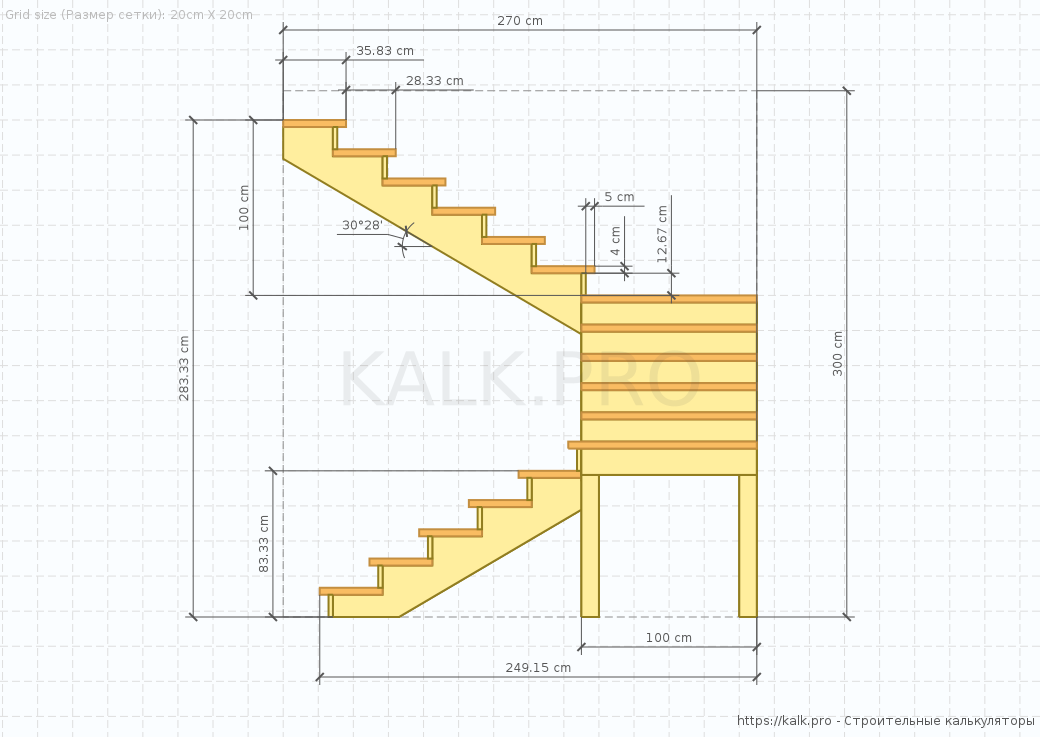 Grid size (Размер сетки): 20cm X 20cm
270 cm
35.83 cm
28.33 cm
5 cm
4 cm
12.67 cm
100 cm
30°28'
283.33 cm
300 cm
KALK.PRO
83.33 cm
100 cm
249.15 cm
https://kalk.pro - Строительные калькуляторы